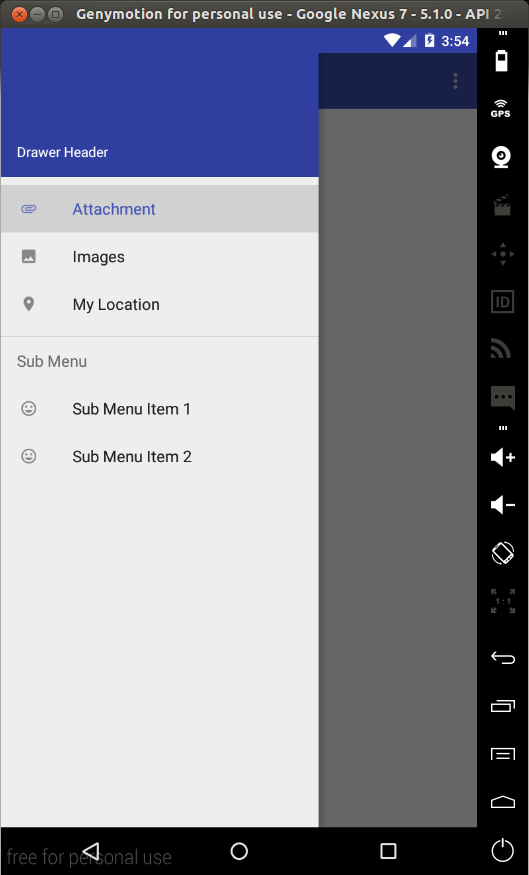 Genymotion for personal use - Google Nexus 7 - 5.1.0 - API 2
3:54
Drawer Header
GPS
Attachment
Images
ID
My Location
Sub Menu
Sub Menu Item 1
Sub Menu Item 2
1:1
free for personal use